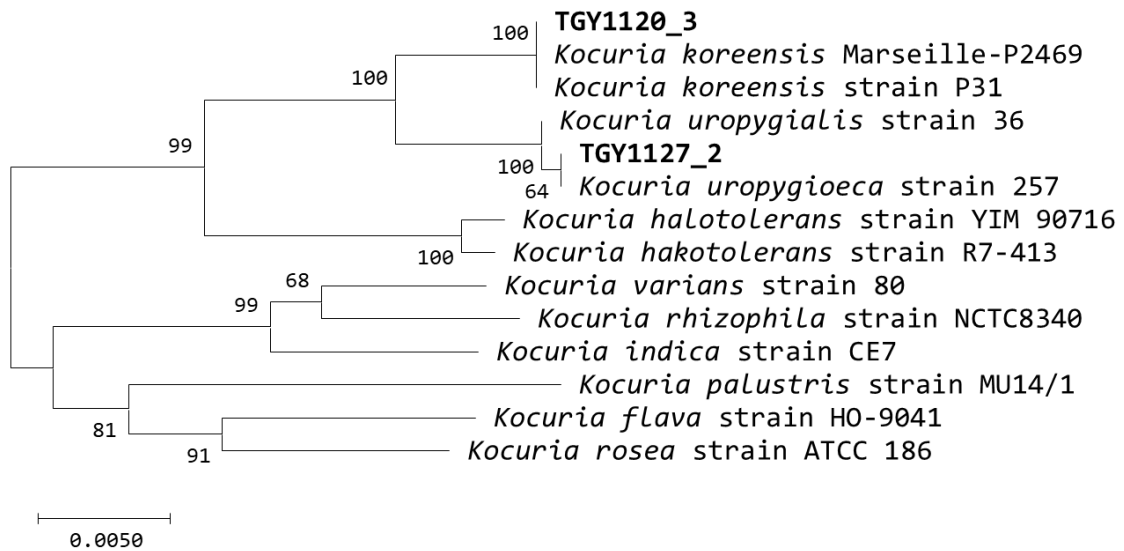 TGY1120_3
100
Kocuria koreensis Marseille-P2469
100
Kocuria koreensis strain P31
Kocuria uropygialis strain 36
99
TGY1127_2
100
64
Kocuria uropygioeca strain 257
Kocuria halotolerans strain YIM 90716
100
Kocuria hakotolerans strain R7-413
68
Kocuria varians strain 80
99
Kocuria rhizophila strain NCTC8340
Kocuria indica strain CE7
Kocuria palustris strain MU14/1
81
Kocuria flava strain HO-9041
91
Kocuria rosea strain ATCC 186
0.0050